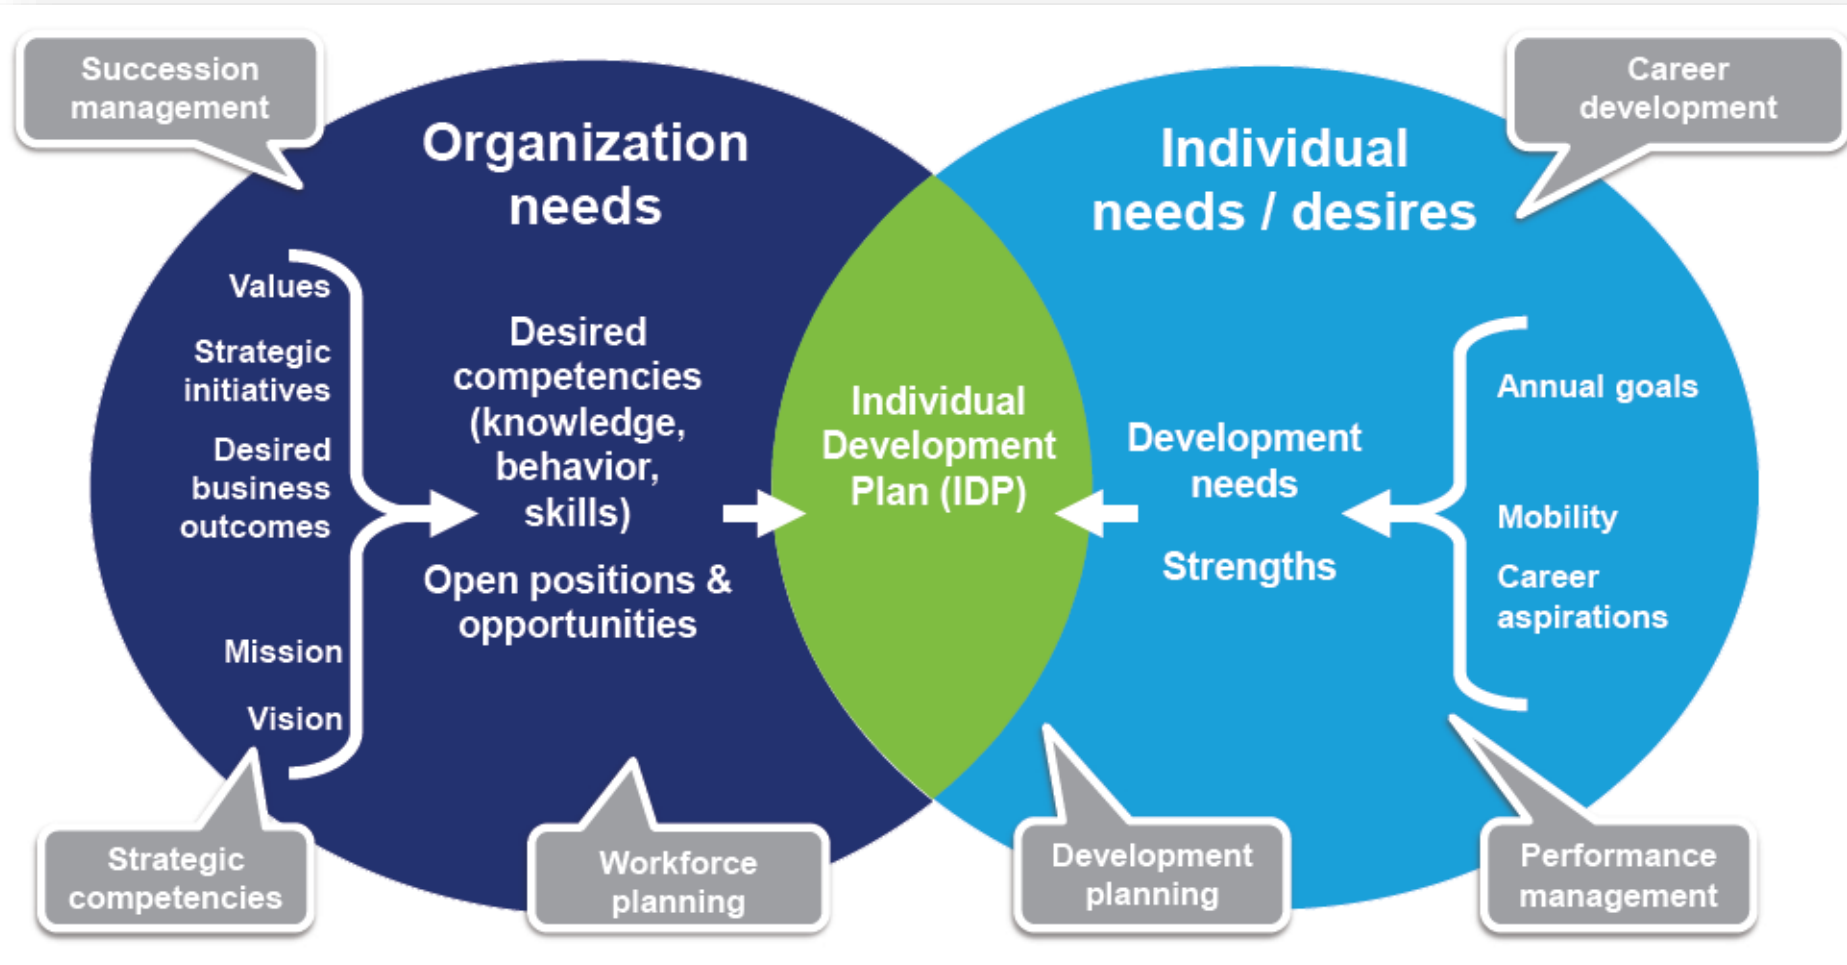 Succession
management
Career
development
Organization
needs
Individual
needs / desires
Values
Strategic
initiatives
Desired
business
outcomes
Mission
Vision
Desired
competencies
(knowledge,
behavior,
skills)
Open positions &
opportunities
Individual
Development
Plan (IDP)
Development
needs
Strengths
Annual goals
Mobility
Career
aspirations
Strategic
competencies
Workforce
planning
Development
planning
Performance
management